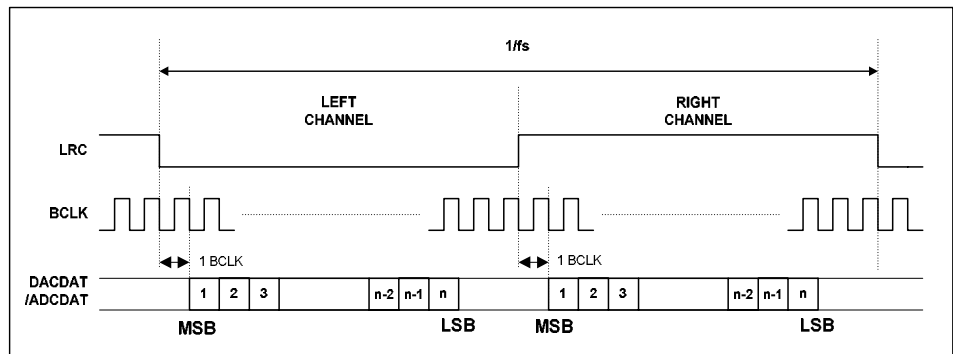 1/fs
LEFT
CHANNEL
RIGHT
CHANNEL
LRC
BCLK
1 BCLK
1 BCLK
DACDAT
/ADCDAT
1 2 3 n-2 n-1 n 1 2 3 n-2 n-1 n
MSB LSB MSB LSB